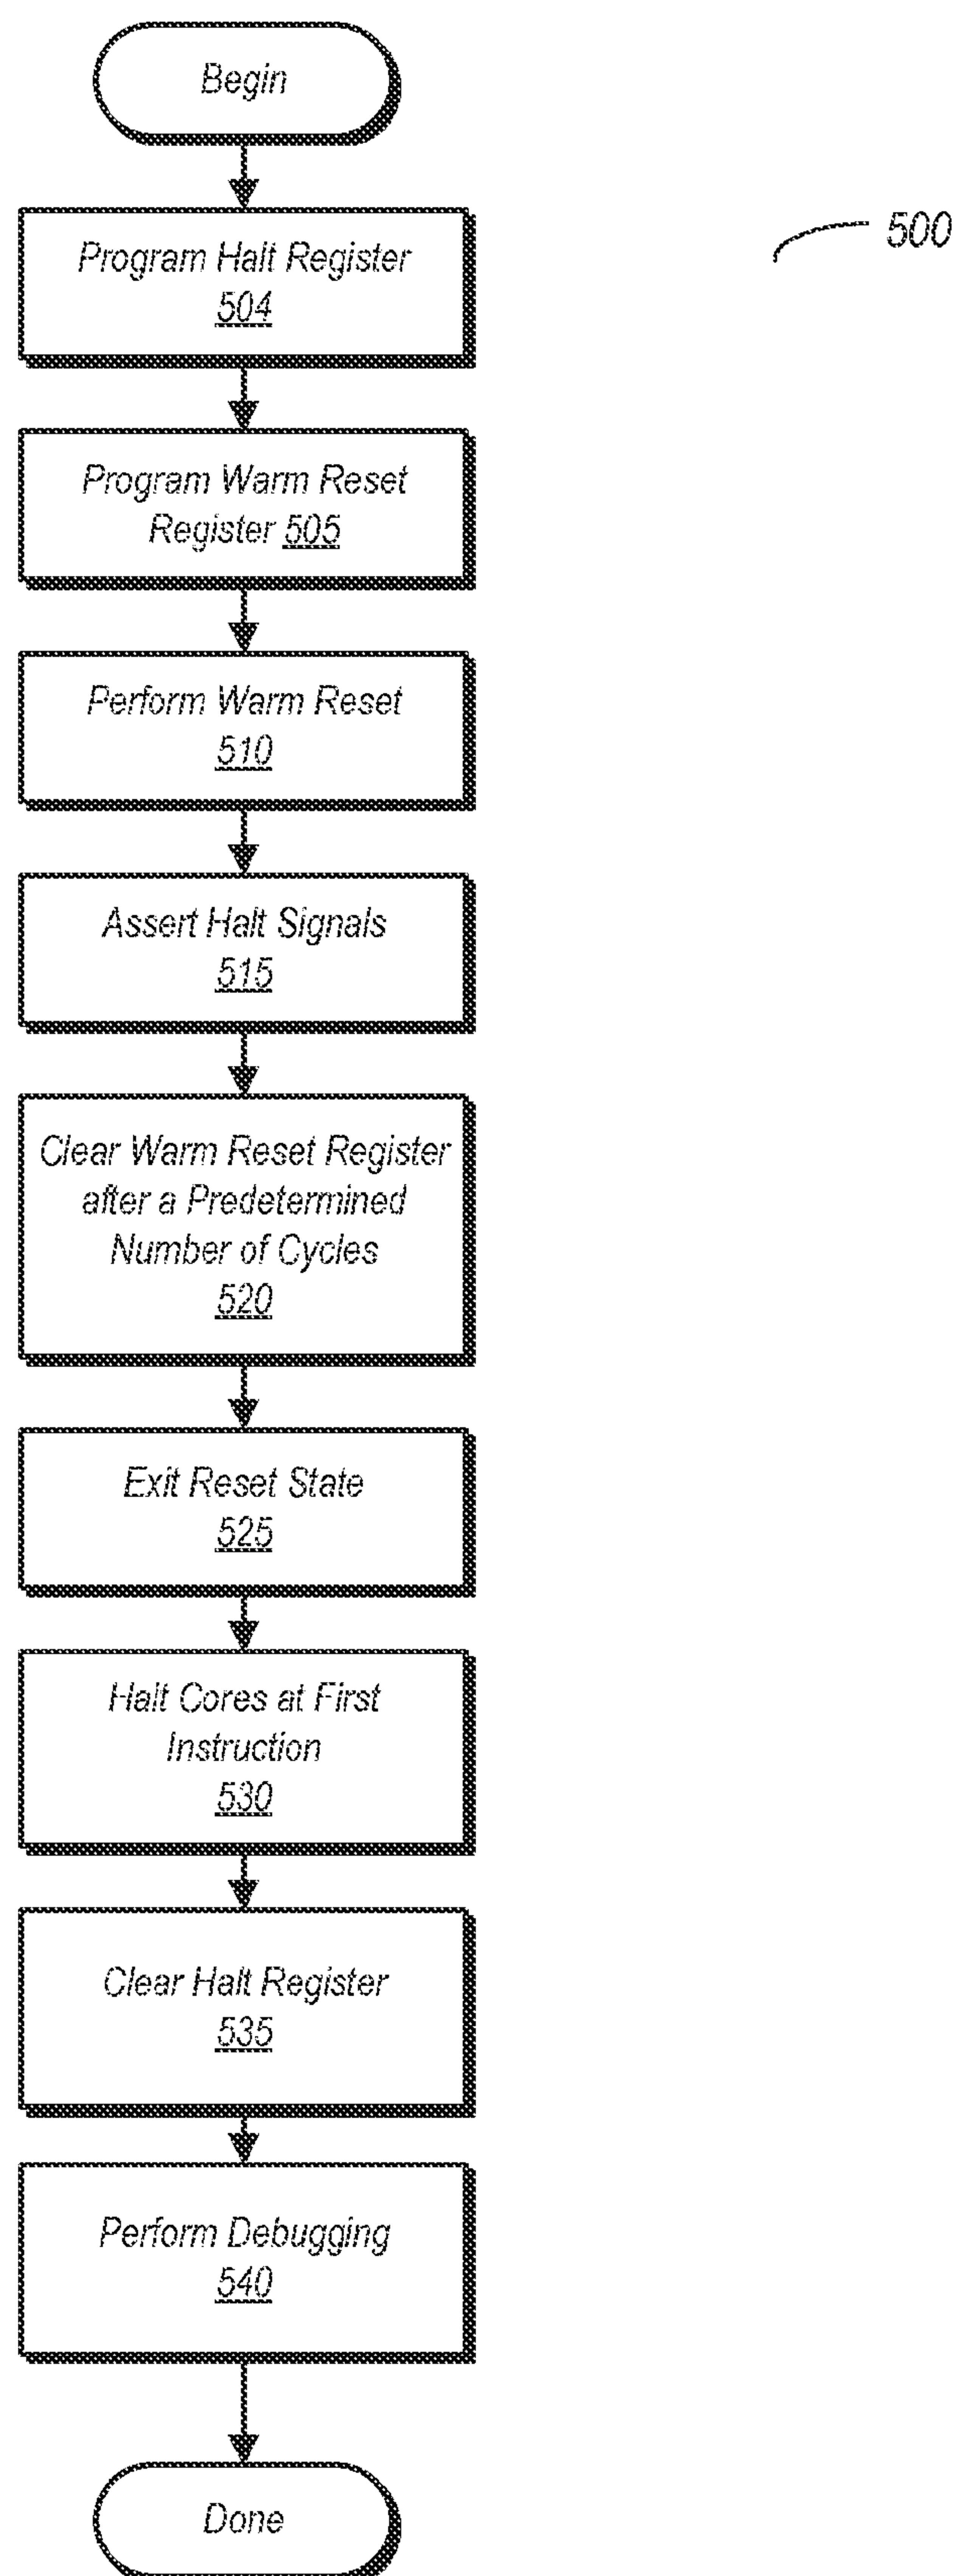 Begin
Program Halt Register
504
500
Program Warm Reset
Register 505
Perform Warm Reset
510
Assert Halt Signals
515
Clear Warm Reset Register
after a Predetermined
Number of Cycles
520
Exit Reset State
525
Halt Cores at First
Instruction
530
Clear Halt Register
535
Perform Debugging
540
Done